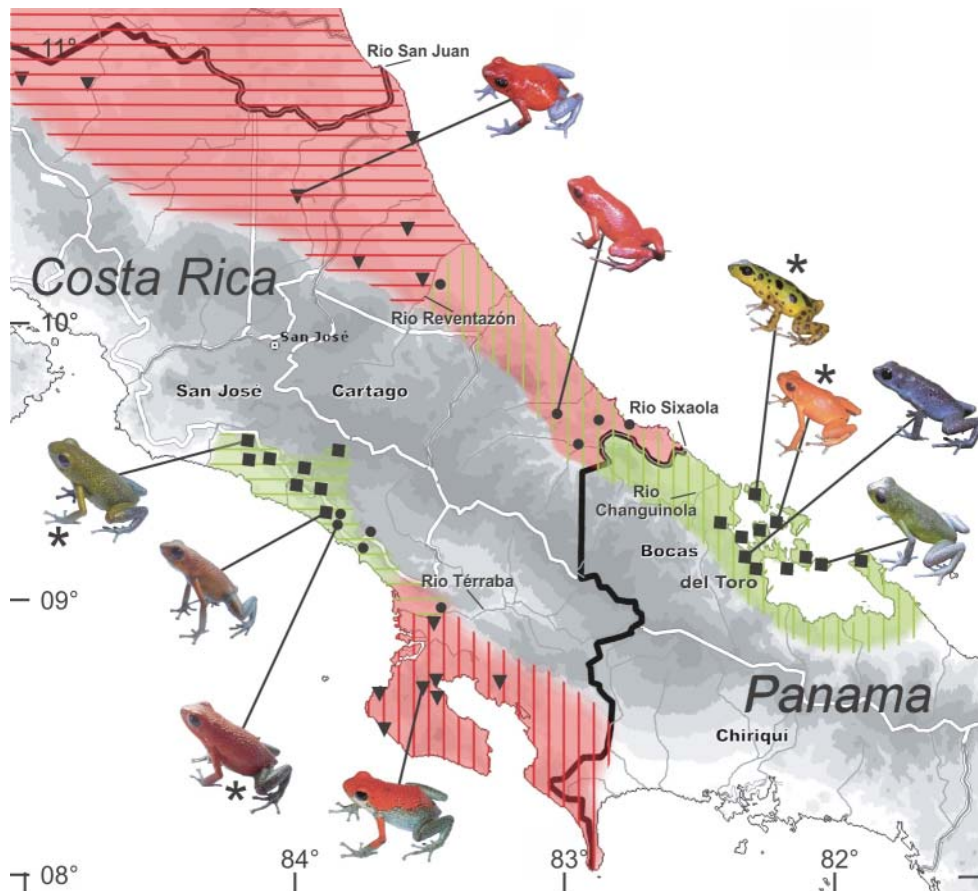 11°
Rio San Juan
Costa Rica
*
10°
Rio Reventazón
San José
San José
Cartago
*
Rio Sixaola
Rio
Changuinola
*
Bocas
del Toro
09°
Rio Térraba
Panama
Chiriqui
*
08°
84°
83°
82°